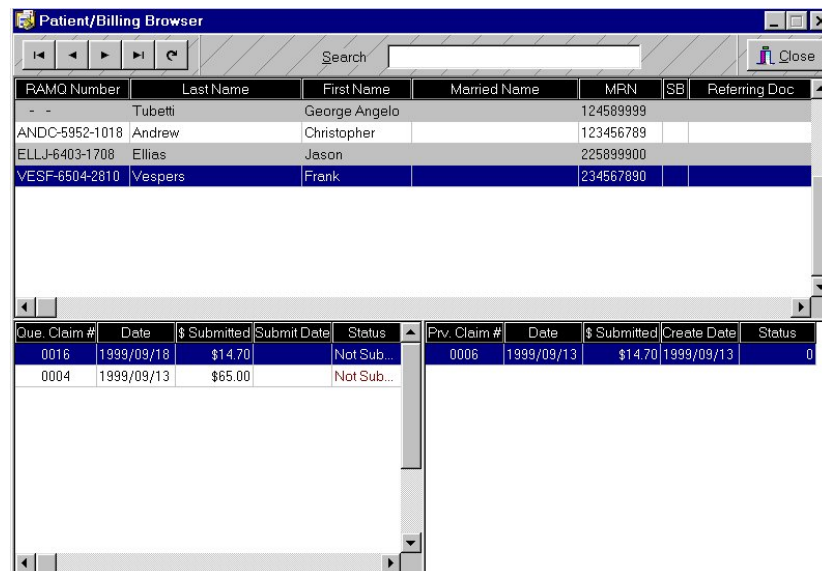 Patient/Billing Browser
Search
Close
RAMQ Number Last Name First Name Married Name MRN SB Referring Doc
- - Tubetti George Angelo 124589999
ANDC-5952-1018 Andrew Christopher 123456789
ELLJ-6403-1708 Ellias Jason 225899900
VESF-6504-2810 Vespers Frank 234567890
Que. Claim # Date $ Submitted Submit Date Status
0016 1999/09/18 $14.70 Not Sub...
0004 1999/09/13 $65.00 Not Sub...
Prv. Claim # Date $ Submitted Create Date Status
0006 1999/09/13 $14.70 1999/09/13 0